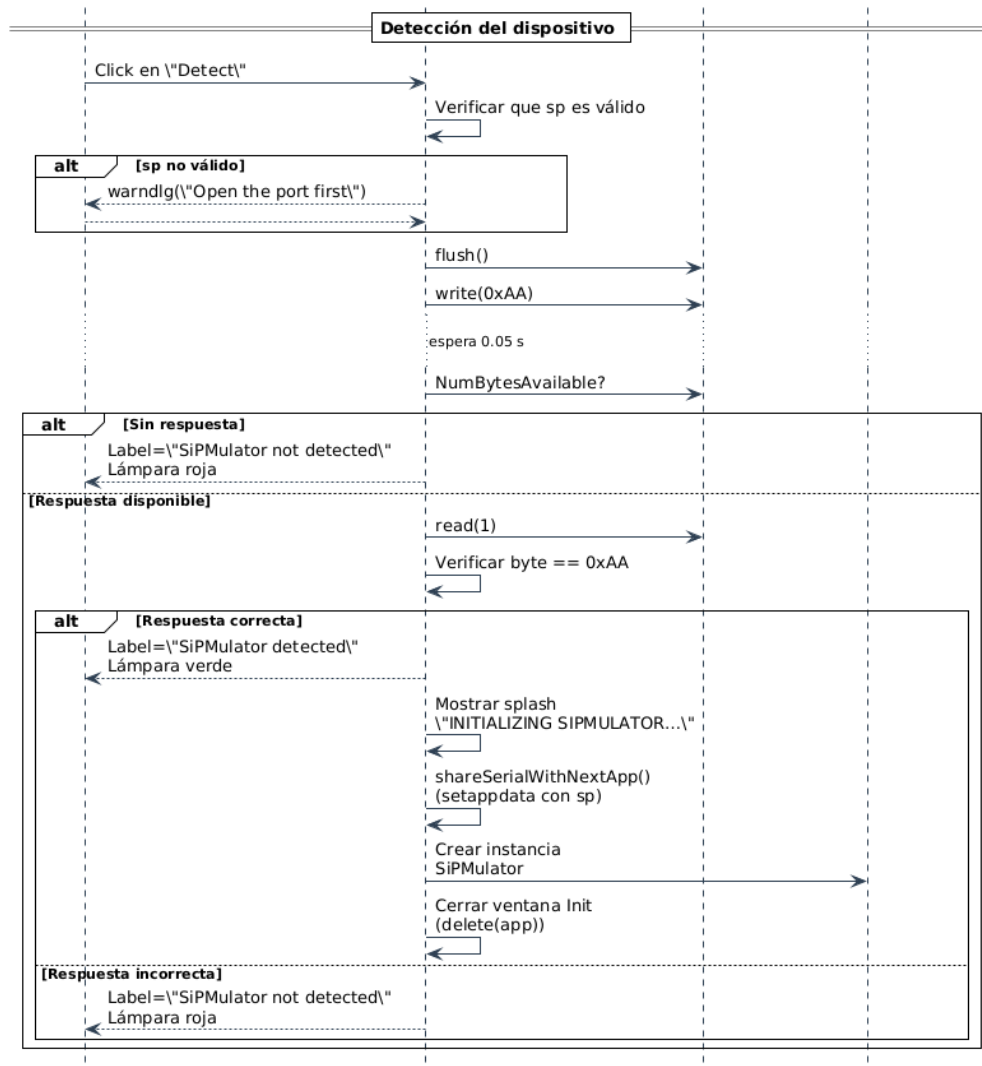 Detección del dispositivo
Click en \"Detect\"
Verificar que sp es válido
alt [sp no válido]
warndlg(\"Open the port first\")
flush()
write(0xAA)
espera 0.05 s
NumBytesAvailable?
alt [Sin respuesta]
Label=\"SiPMulator not detected\"
Lámpara roja
[Respuesta disponible]
read(1)
Verificar byte == 0xAA
alt [Respuesta correcta]
Label=\"SiPMulator detected\"
Lámpara verde
Mostrar splash
\"INITIALIZING SIPMULATOR...\"
shareSerialWithNextApp()
(setappdata con sp)
Crear instancia
SiPMulator
Cerrar ventana Init
(delete(app))
[Respuesta incorrecta]
Label=\"SiPMulator not detected\"
Lámpara roja